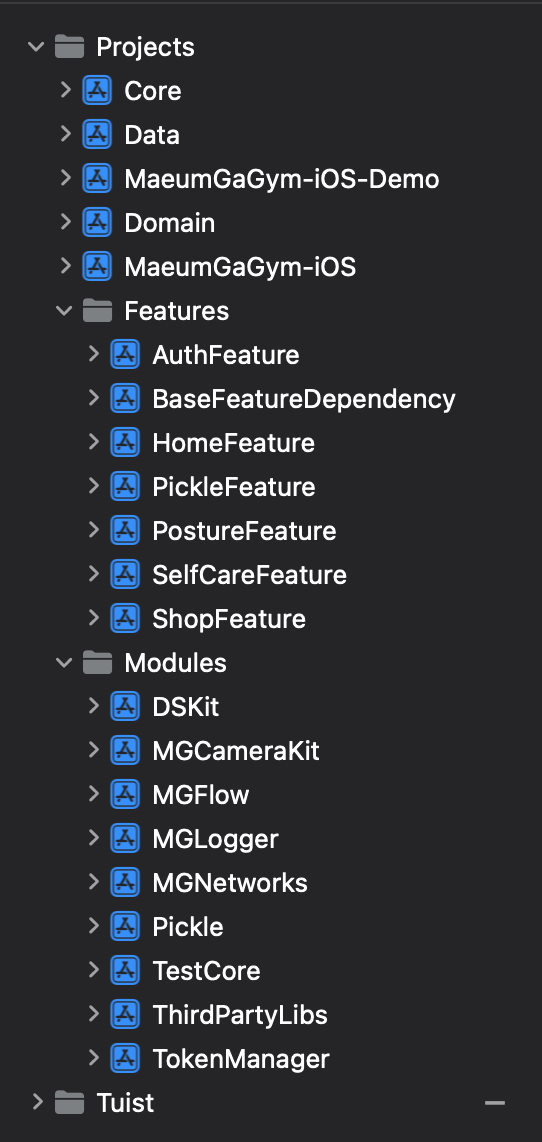 Projects
Core
Data
MaeumGaGym-iOS-Demo
Domain
MaeumGaGym-iOS
Features
AuthFeature
BaseFeatureDependency
HomeFeature
PickleFeature
PostureFeature
SelfCareFeature
ShopFeature
Modules
DSKit
MGCameraKit
MGFlow
MGLogger
MGNetworks
Pickle
TestCore
ThirdPartyLibs
TokenManager
Tuist